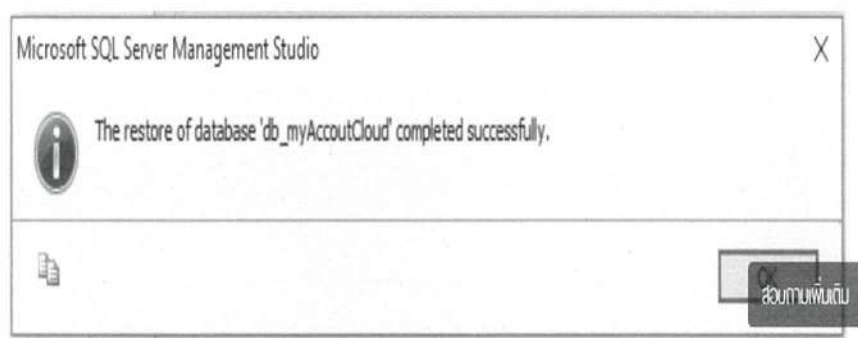 Microsoft SQL Server Management Studio
The restore of database 'db_myAccoutCloud' completed successfully.
OK
สอบถามเพิ่มเติม